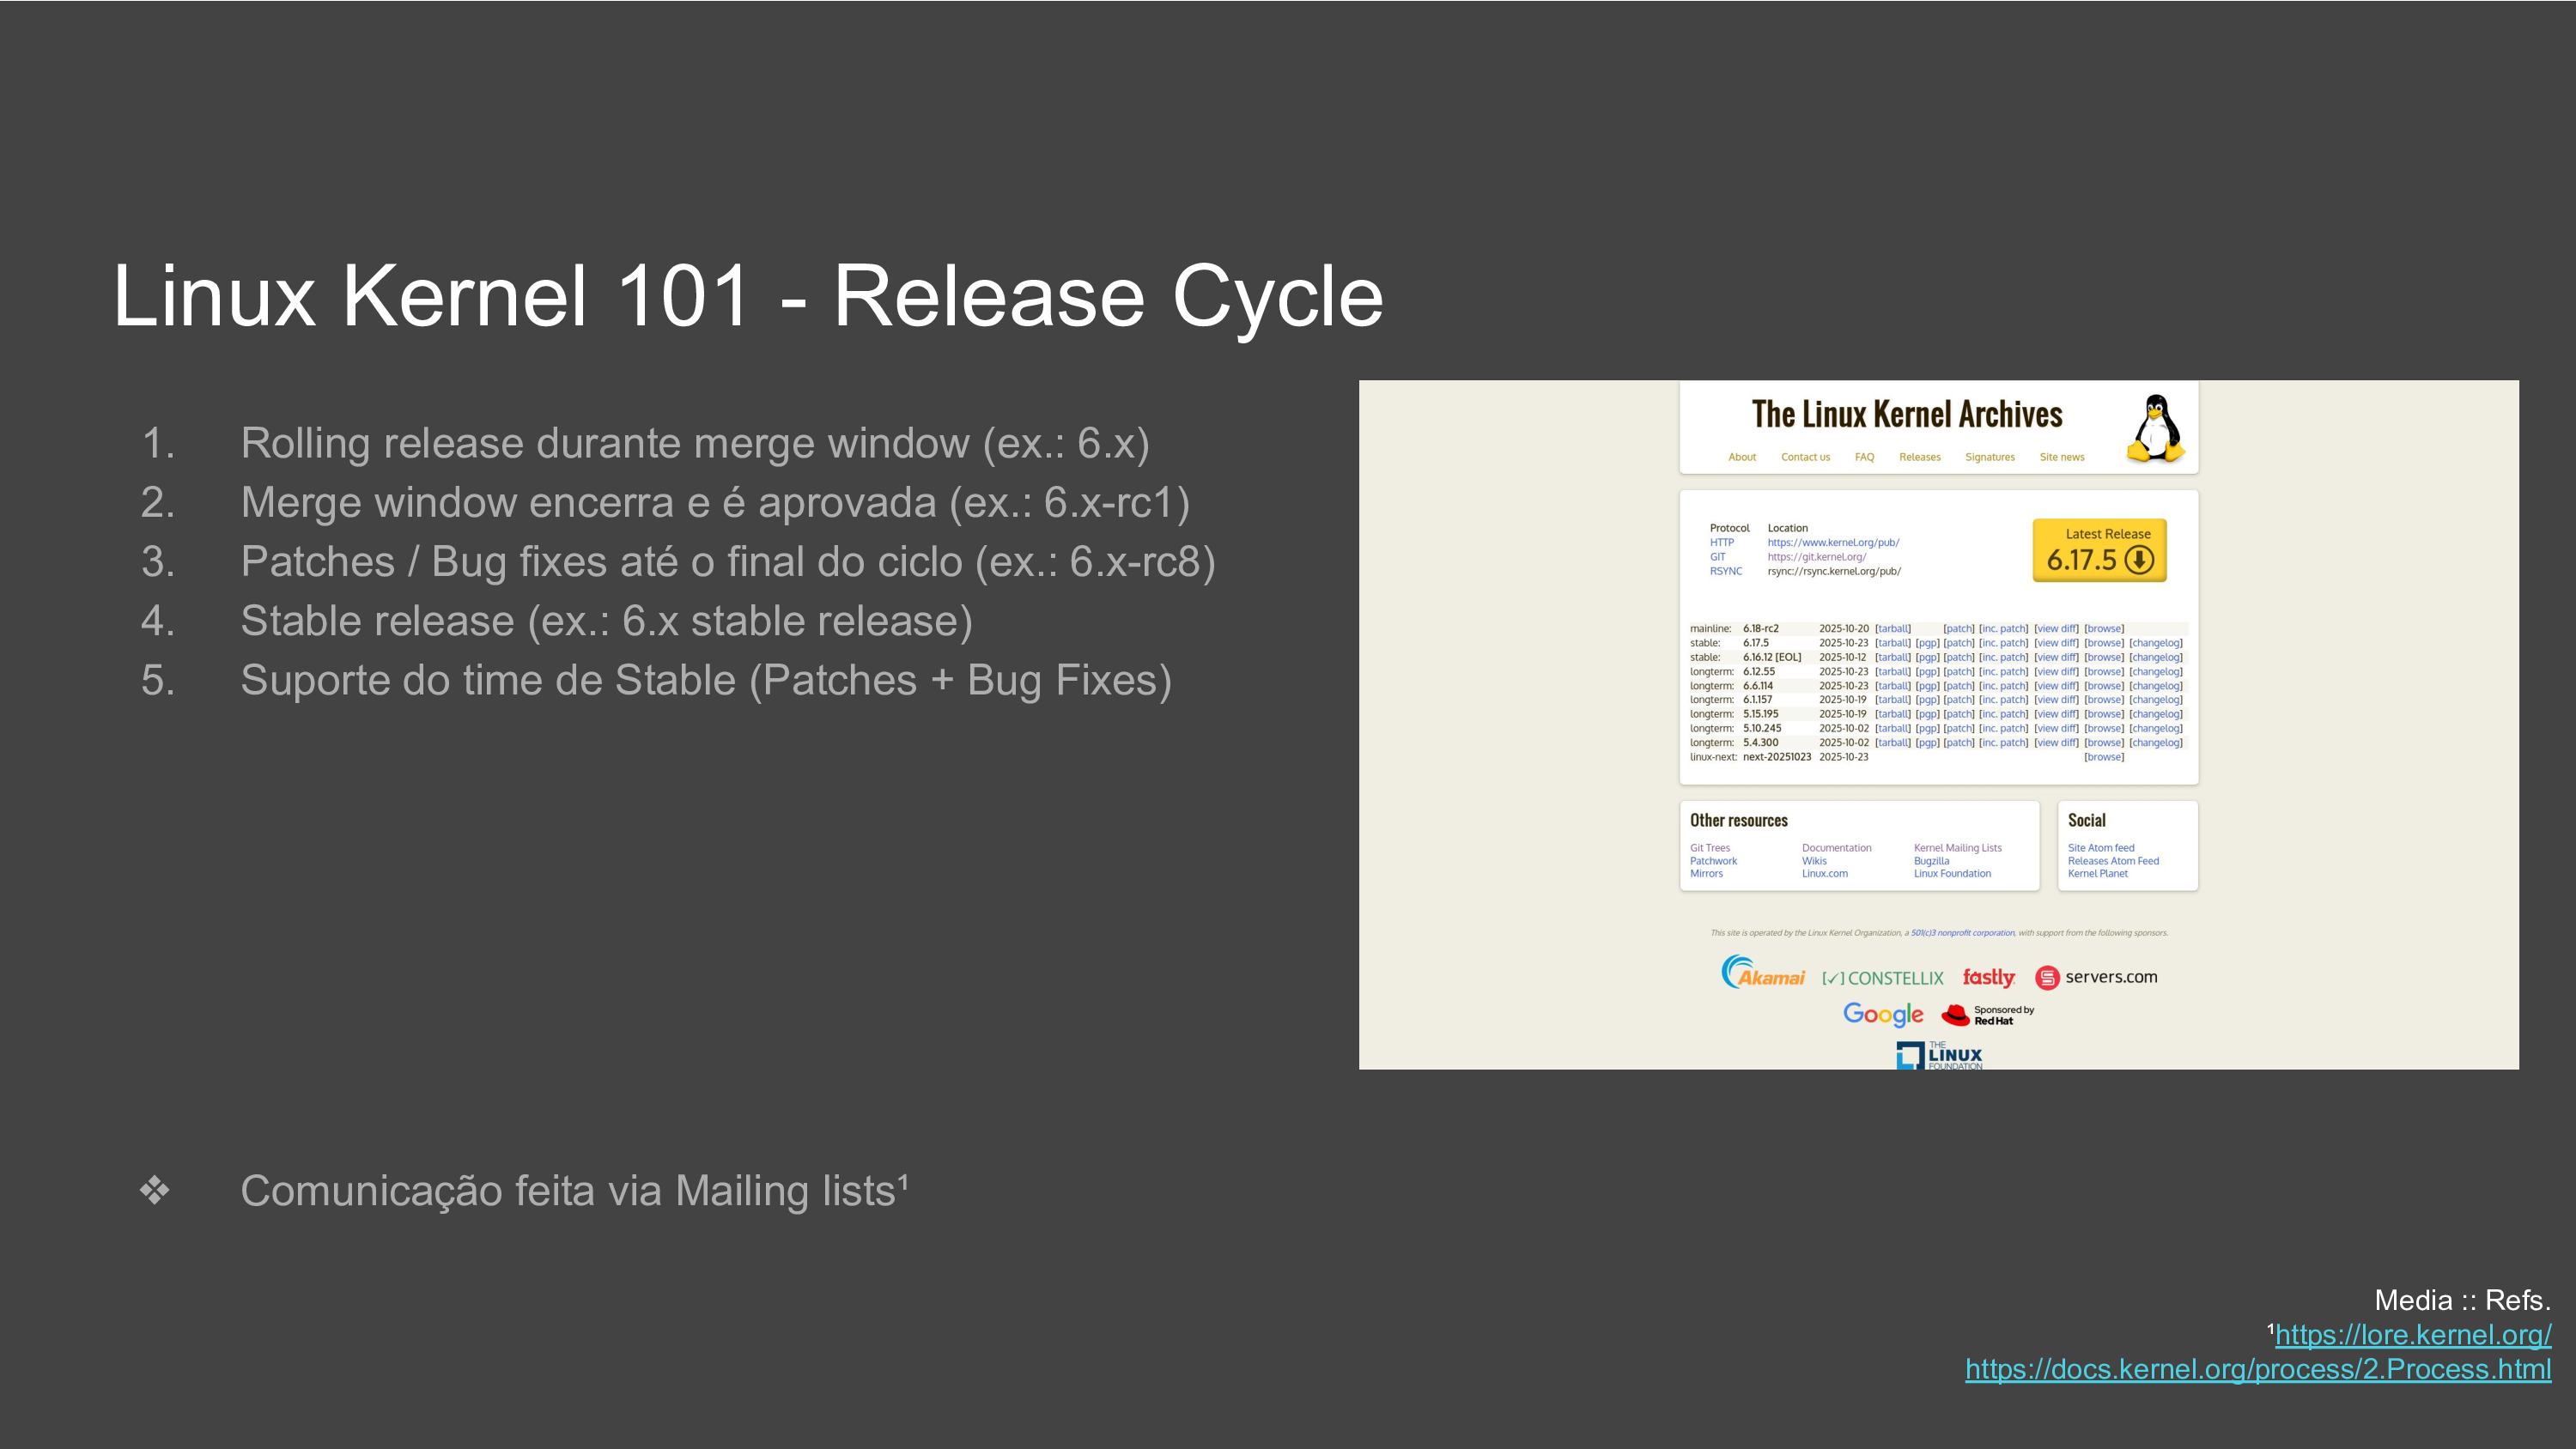 Linux Kernel 101 - Release Cycle
1. Rolling release durante merge window (ex.: 6.x)
2. Merge window encerra e é aprovada (ex.: 6.x-rc1)
3. Patches / Bug fixes até o final do ciclo (ex.: 6.x-rc8)
4. Stable release (ex.: 6.x stable release)
5. Suporte do time de Stable (Patches + Bug Fixes)
❖ Comunicação feita via Mailing lists¹
The Linux Kernel Archives
About Contact us FAQ Releases Signatures Site news
Protocol Location
HTTP https://www.kernel.org/pub/
GIT https://git.kernel.org/
RSYNC rsync://rsync.kernel.org/pub/
Latest Release
6.17.5
mainline: 6.18-rc2 2025-10-20 [tarball] [patch] [inc. patch] [view diff] [browse]
stable: 6.17.5 2025-10-23 [tarball] [pgp] [patch] [inc. patch] [view diff] [browse] [changelog]
stable: 6.16.12 [EOL] 2025-10-12 [tarball] [pgp] [patch] [inc. patch] [view diff] [browse] [changelog]
longterm: 6.12.55 2025-10-23 [tarball] [pgp] [patch] [inc. patch] [view diff] [browse] [changelog]
longterm: 6.6.114 2025-10-23 [tarball] [pgp] [patch] [inc. patch] [view diff] [browse] [changelog]
longterm: 6.1.157 2025-10-19 [tarball] [pgp] [patch] [inc. patch] [view diff] [browse] [changelog]
longterm: 5.15.195 2025-10-19 [tarball] [pgp] [patch] [inc. patch] [view diff] [browse] [changelog]
longterm: 5.10.245 2025-10-02 [tarball] [pgp] [patch] [inc. patch] [view diff] [browse] [changelog]
longterm: 5.4.300 2025-10-02 [tarball] [pgp] [patch] [inc. patch] [view diff] [browse] [changelog]
linux-next: next-20251023 2025-10-23 [browse]
Other resources
Git Trees Documentation Kernel Mailing Lists
Patchwork Wikis Bugzilla
Mirrors Linux.com Linux Foundation
Social
Site Atom feed
Releases Atom Feed
Kernel Planet
This site is operated by the Linux Kernel Organization, a 501(c)3 nonprofit corporation, with support from the following sponsors.
Akamai [✓] CONSTELLIX fastly servers.com
Google Sponsored by Red Hat
THE LINUX FOUNDATION
Media :: Refs.
¹https://lore.kernel.org/
https://docs.kernel.org/process/2.Process.html